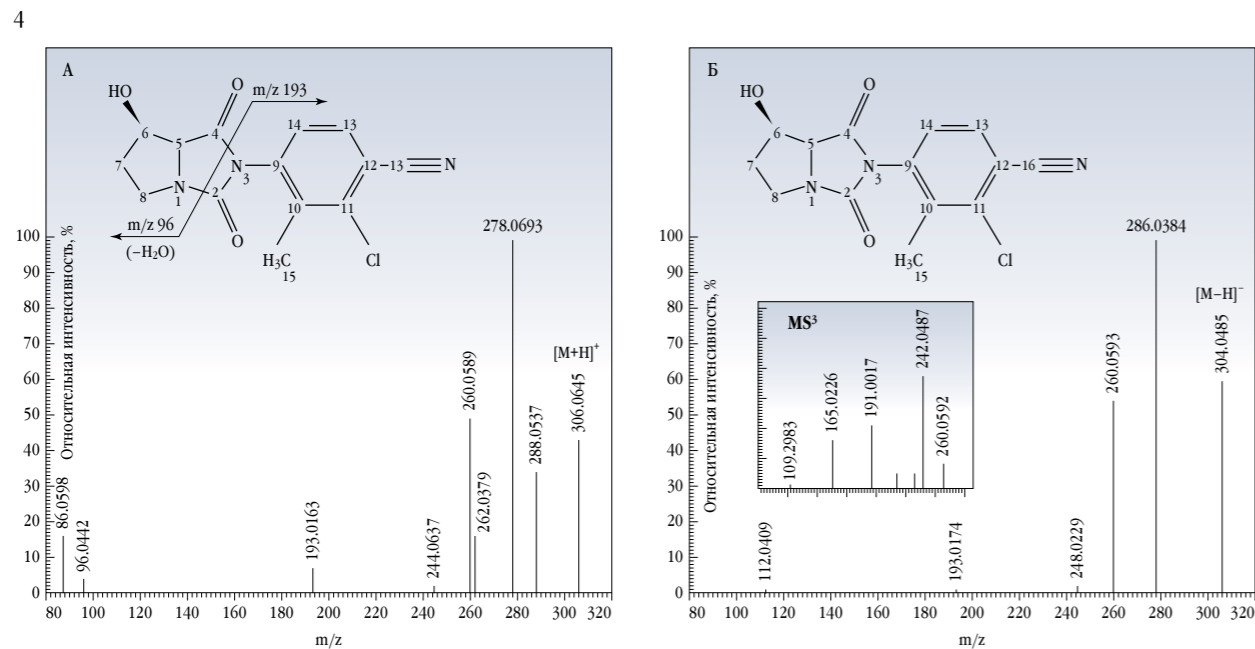 4
А
HO
O
m/z 193
6
5
4
14
13
7
N
3
9
12
13
N
8
N
1
2
10
11
m/z 96
(−H₂O)
O
H₃C
15
Cl
Относительная интенсивность, %
100
90
80
70
60
50
40
30
20
10
0
86.0598
96.0442
193.0163
244.0637
260.0589
262.0379
278.0693
288.0537
[M+H]⁺
306.0645
80 100 120 140 160 180 200 220 240 260 280 300 320
m/z
Б
HO
O
6
5
4
14
13
7
N
3
9
12
16
N
8
N
1
2
10
11
O
H₃C
15
Cl
Относительная интенсивность, %
100
90
80
70
60
50
40
30
20
10
0
MS³
109.2983
165.0226
191.0017
242.0487
260.0592
112.0409
193.0174
248.0229
260.0593
286.0384
[M−H]⁻
304.0485
80 100 120 140 160 180 200 220 240 260 280 300 320
m/z